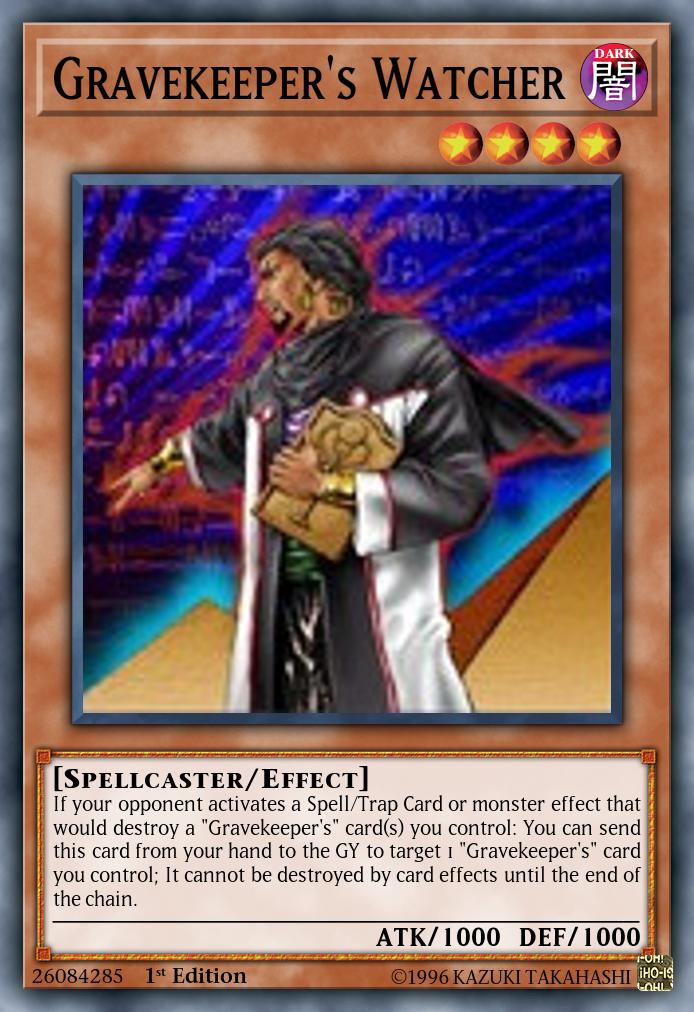 GRAVEKEEPER'S WATCHER
DARK
闇
[SPELLCASTER/EFFECT]
If your opponent activates a Spell/Trap Card or monster effect that
would destroy a "Gravekeeper's" card(s) you control: You can send
this card from your hand to the GY to target 1 "Gravekeeper's" card
you control; It cannot be destroyed by card effects until the end of
the chain.
ATK/1000 DEF/1000
26084285 1st Edition ©1996 KAZUKI TAKAHASHI